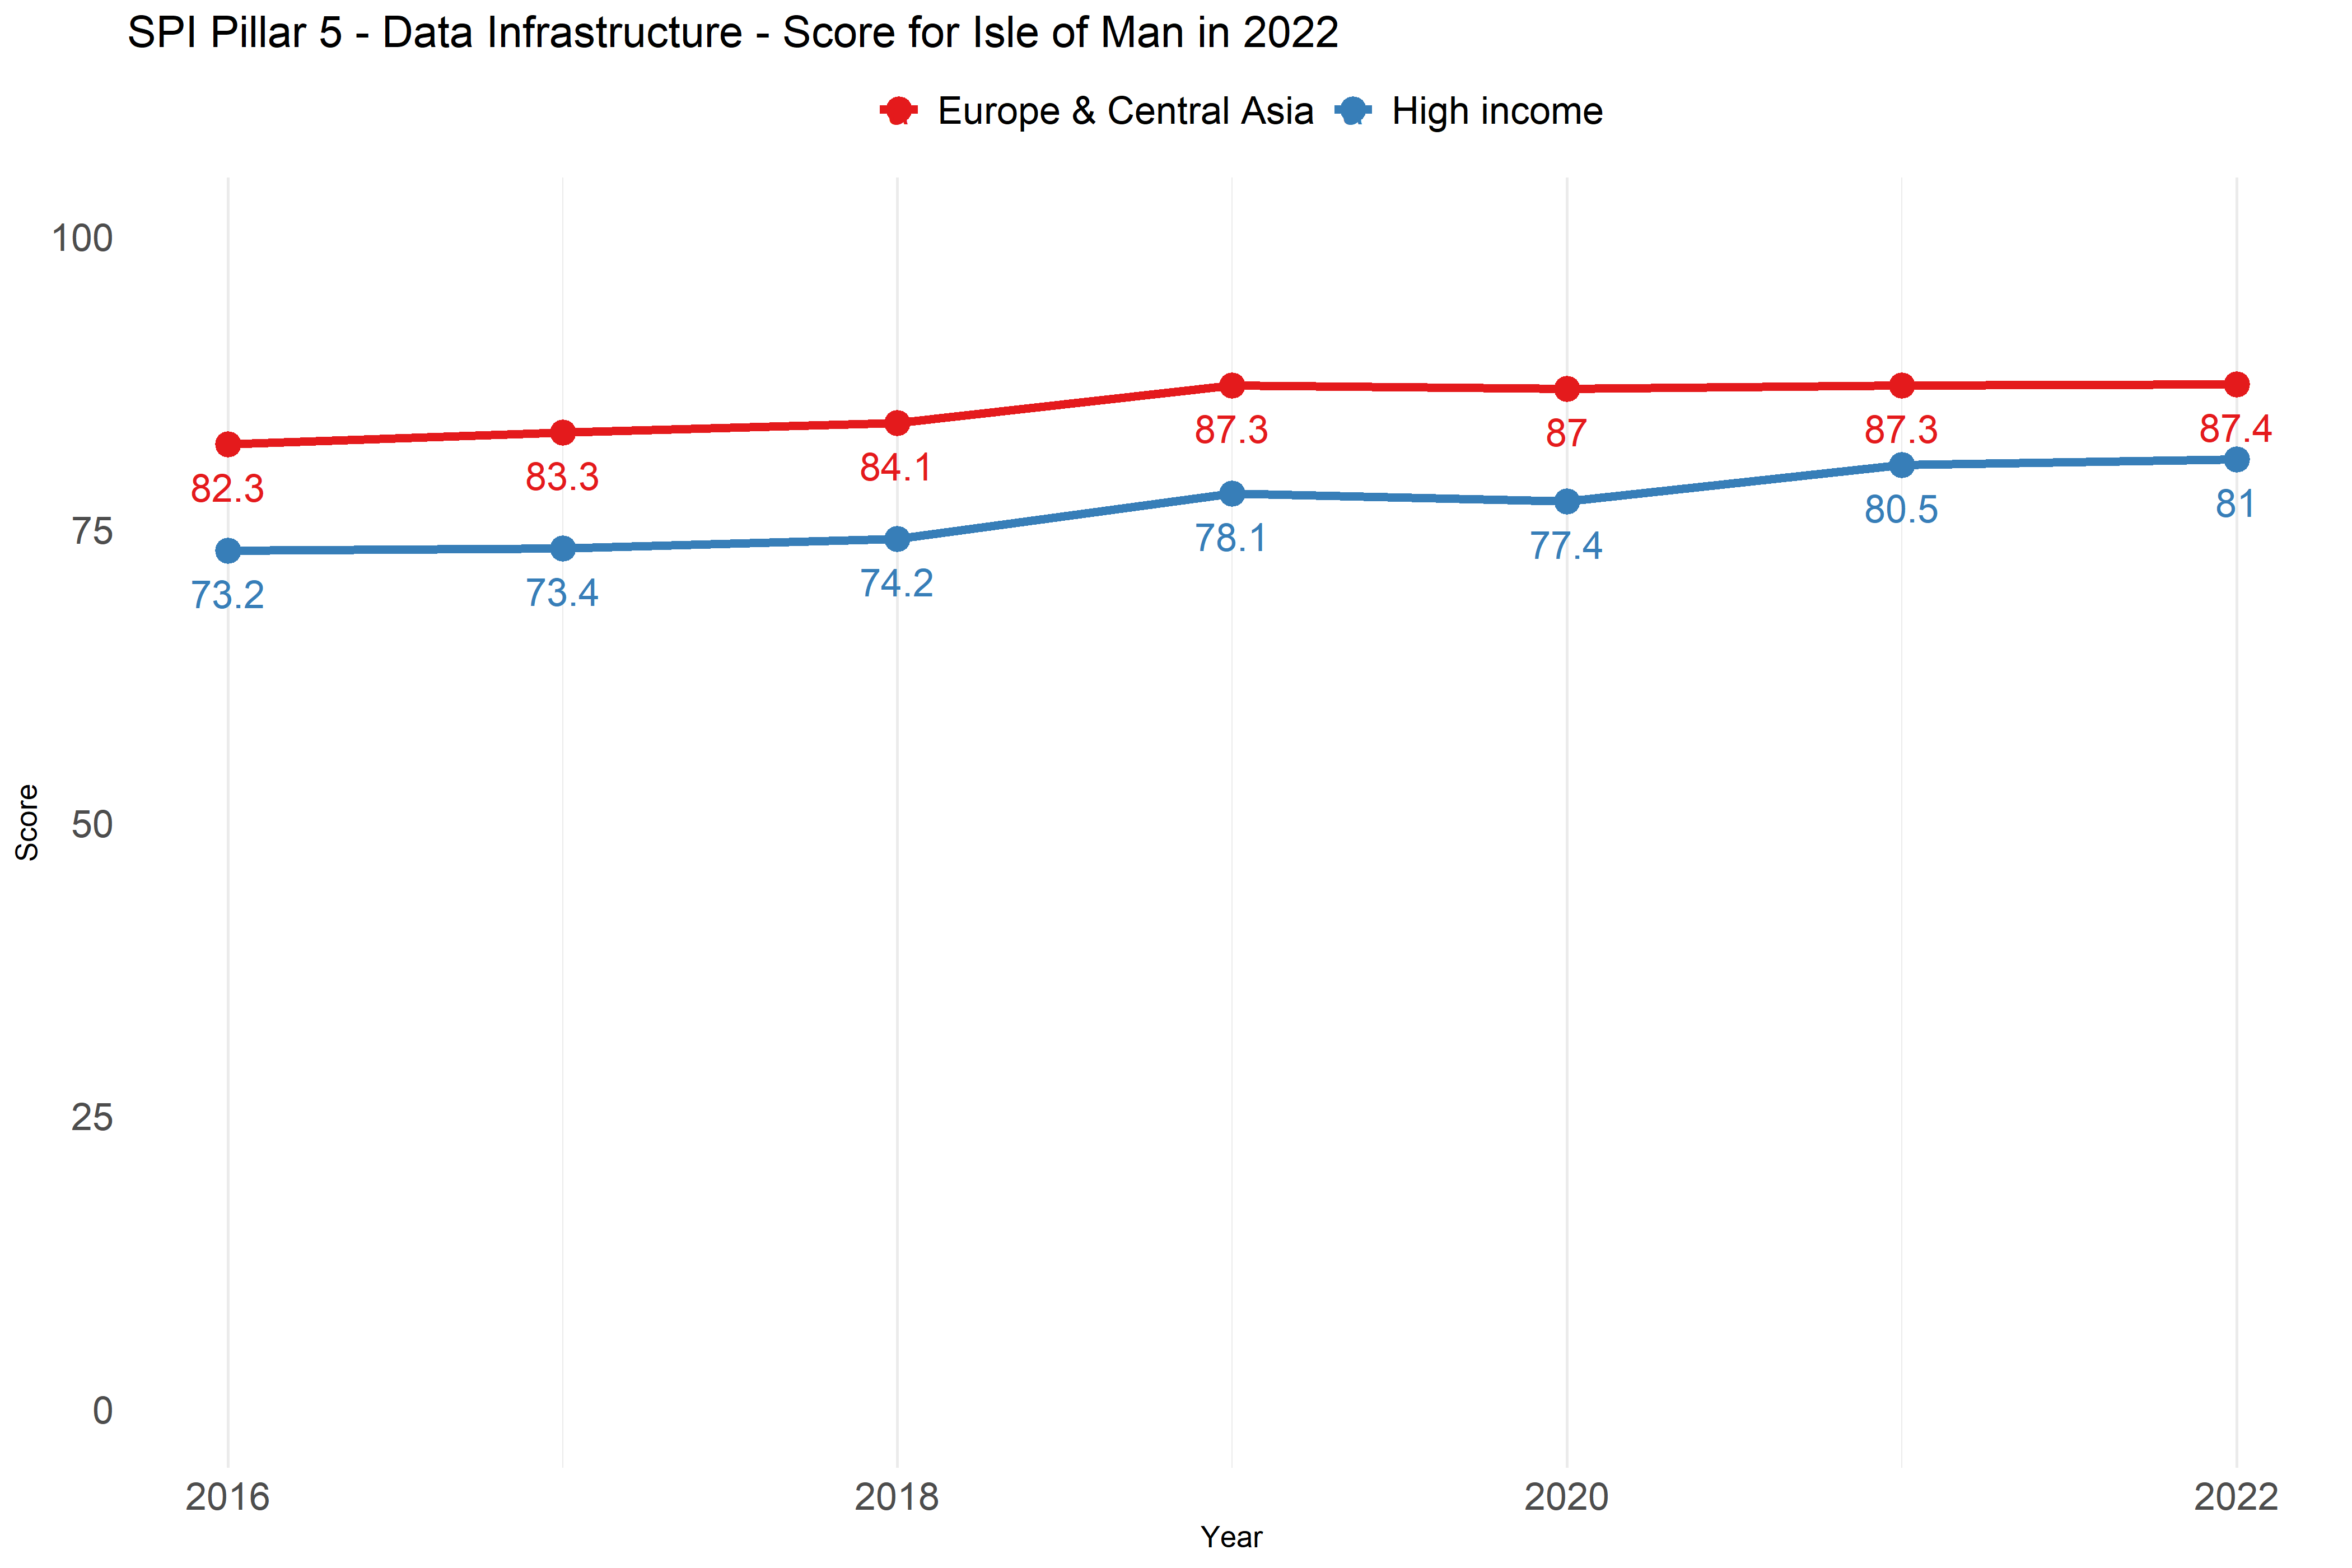 SPI Pillar 5 - Data Infrastructure - Score for Isle of Man in 2022
Europe & Central Asia High income
100
75
50
25
0
Score
82.3 83.3 84.1 87.3 87 87.3 87.4
73.2 73.4 74.2 78.1 77.4 80.5 81
2016 2018 2020 2022
Year